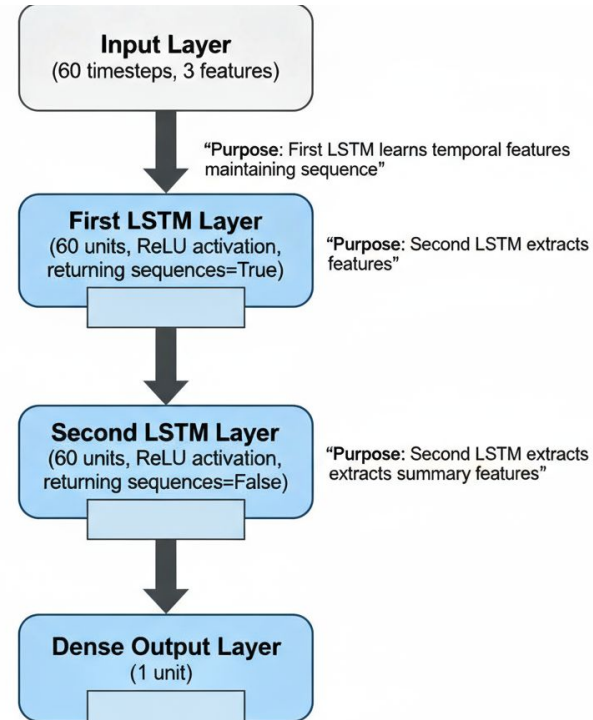 Input Layer
(60 timesteps, 3 features)
“Purpose: First LSTM learns temporal features
maintaining sequence”
First LSTM Layer
(60 units, ReLU activation,
returning sequences=True)
“Purpose: Second LSTM extracts
features”
Second LSTM Layer
(60 units, ReLU activation,
returning sequences=False)
“Purpose: Second LSTM extracts
extracts summary features”
Dense Output Layer
(1 unit)